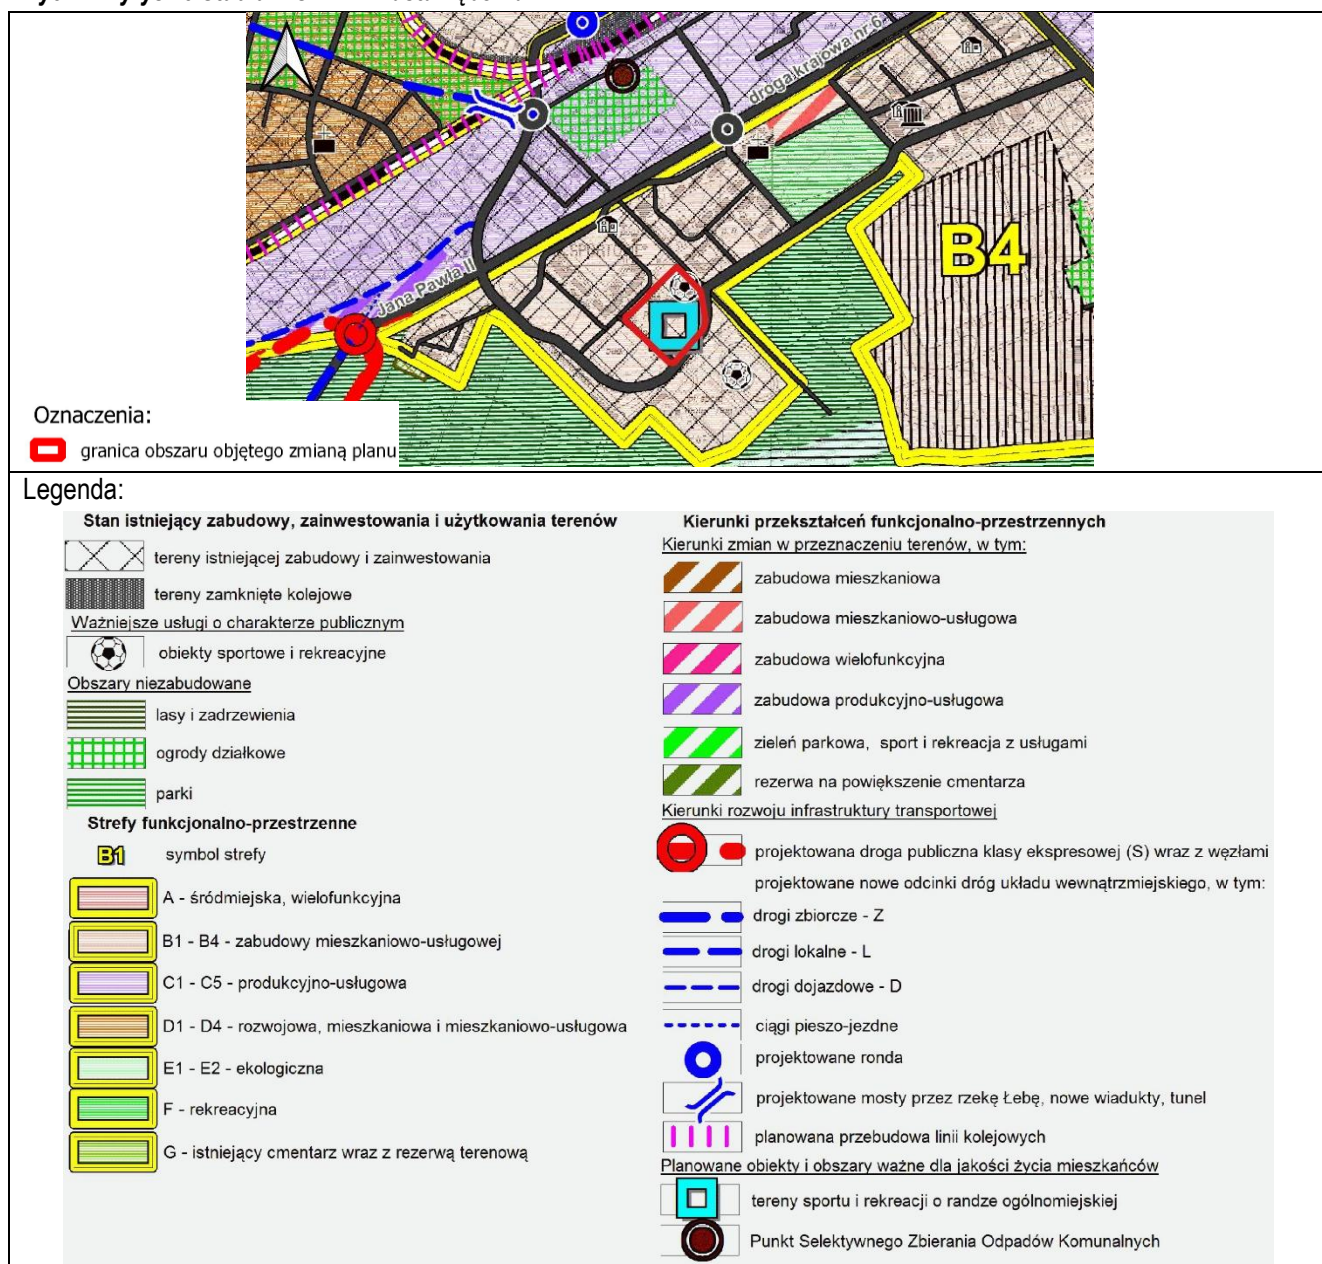 droga krajowa nr 6
B4
Jana Pawła II
Oznaczenia:
granica obszaru objętego zmianą planu
Legenda:
Stan istniejący zabudowy, zainwestowania i użytkowania terenów
tereny istniejącej zabudowy i zainwestowania
tereny zamknięte kolejowe
Ważniejsze usługi o charakterze publicznym
obiekty sportowe i rekreacyjne
Obszary niezabudowane
lasy i zadrzewienia
ogrody działkowe
parki
Strefy funkcjonalno-przestrzenne
B1 symbol strefy
A - śródmiejska, wielofunkcyjna
B1 - B4 - zabudowy mieszkaniowo-usługowej
C1 - C5 - produkcyjno-usługowa
D1 - D4 - rozwojowa, mieszkaniowa i mieszkaniowo-usługowa
E1 - E2 - ekologiczna
F - rekreacyjna
G - istniejący cmentarz wraz z rezerwą terenową
Kierunki przekształceń funkcjonalno-przestrzennych
Kierunki zmian w przeznaczeniu terenów, w tym:
zabudowa mieszkaniowa
zabudowa mieszkaniowo-usługowa
zabudowa wielofunkcyjna
zabudowa produkcyjno-usługowa
zieleń parkowa, sport i rekreacja z usługami
rezerwa na powiększenie cmentarza
Kierunki rozwoju infrastruktury transportowej
projektowana droga publiczna klasy ekspresowej (S) wraz z węzłami
projektowane nowe odcinki dróg układu wewnątrzmiejskiego, w tym:
drogi zbiorcze - Z
drogi lokalne - L
drogi dojazdowe - D
ciągi pieszo-jezdne
projektowane ronda
projektowane mosty przez rzekę Łebę, nowe wiadukty, tunel
planowana przebudowa linii kolejowych
Planowane obiekty i obszary ważne dla jakości życia mieszkańców
tereny sportu i rekreacji o randze ogólnomiejskiej
Punkt Selektywnego Zbierania Odpadów Komunalnych